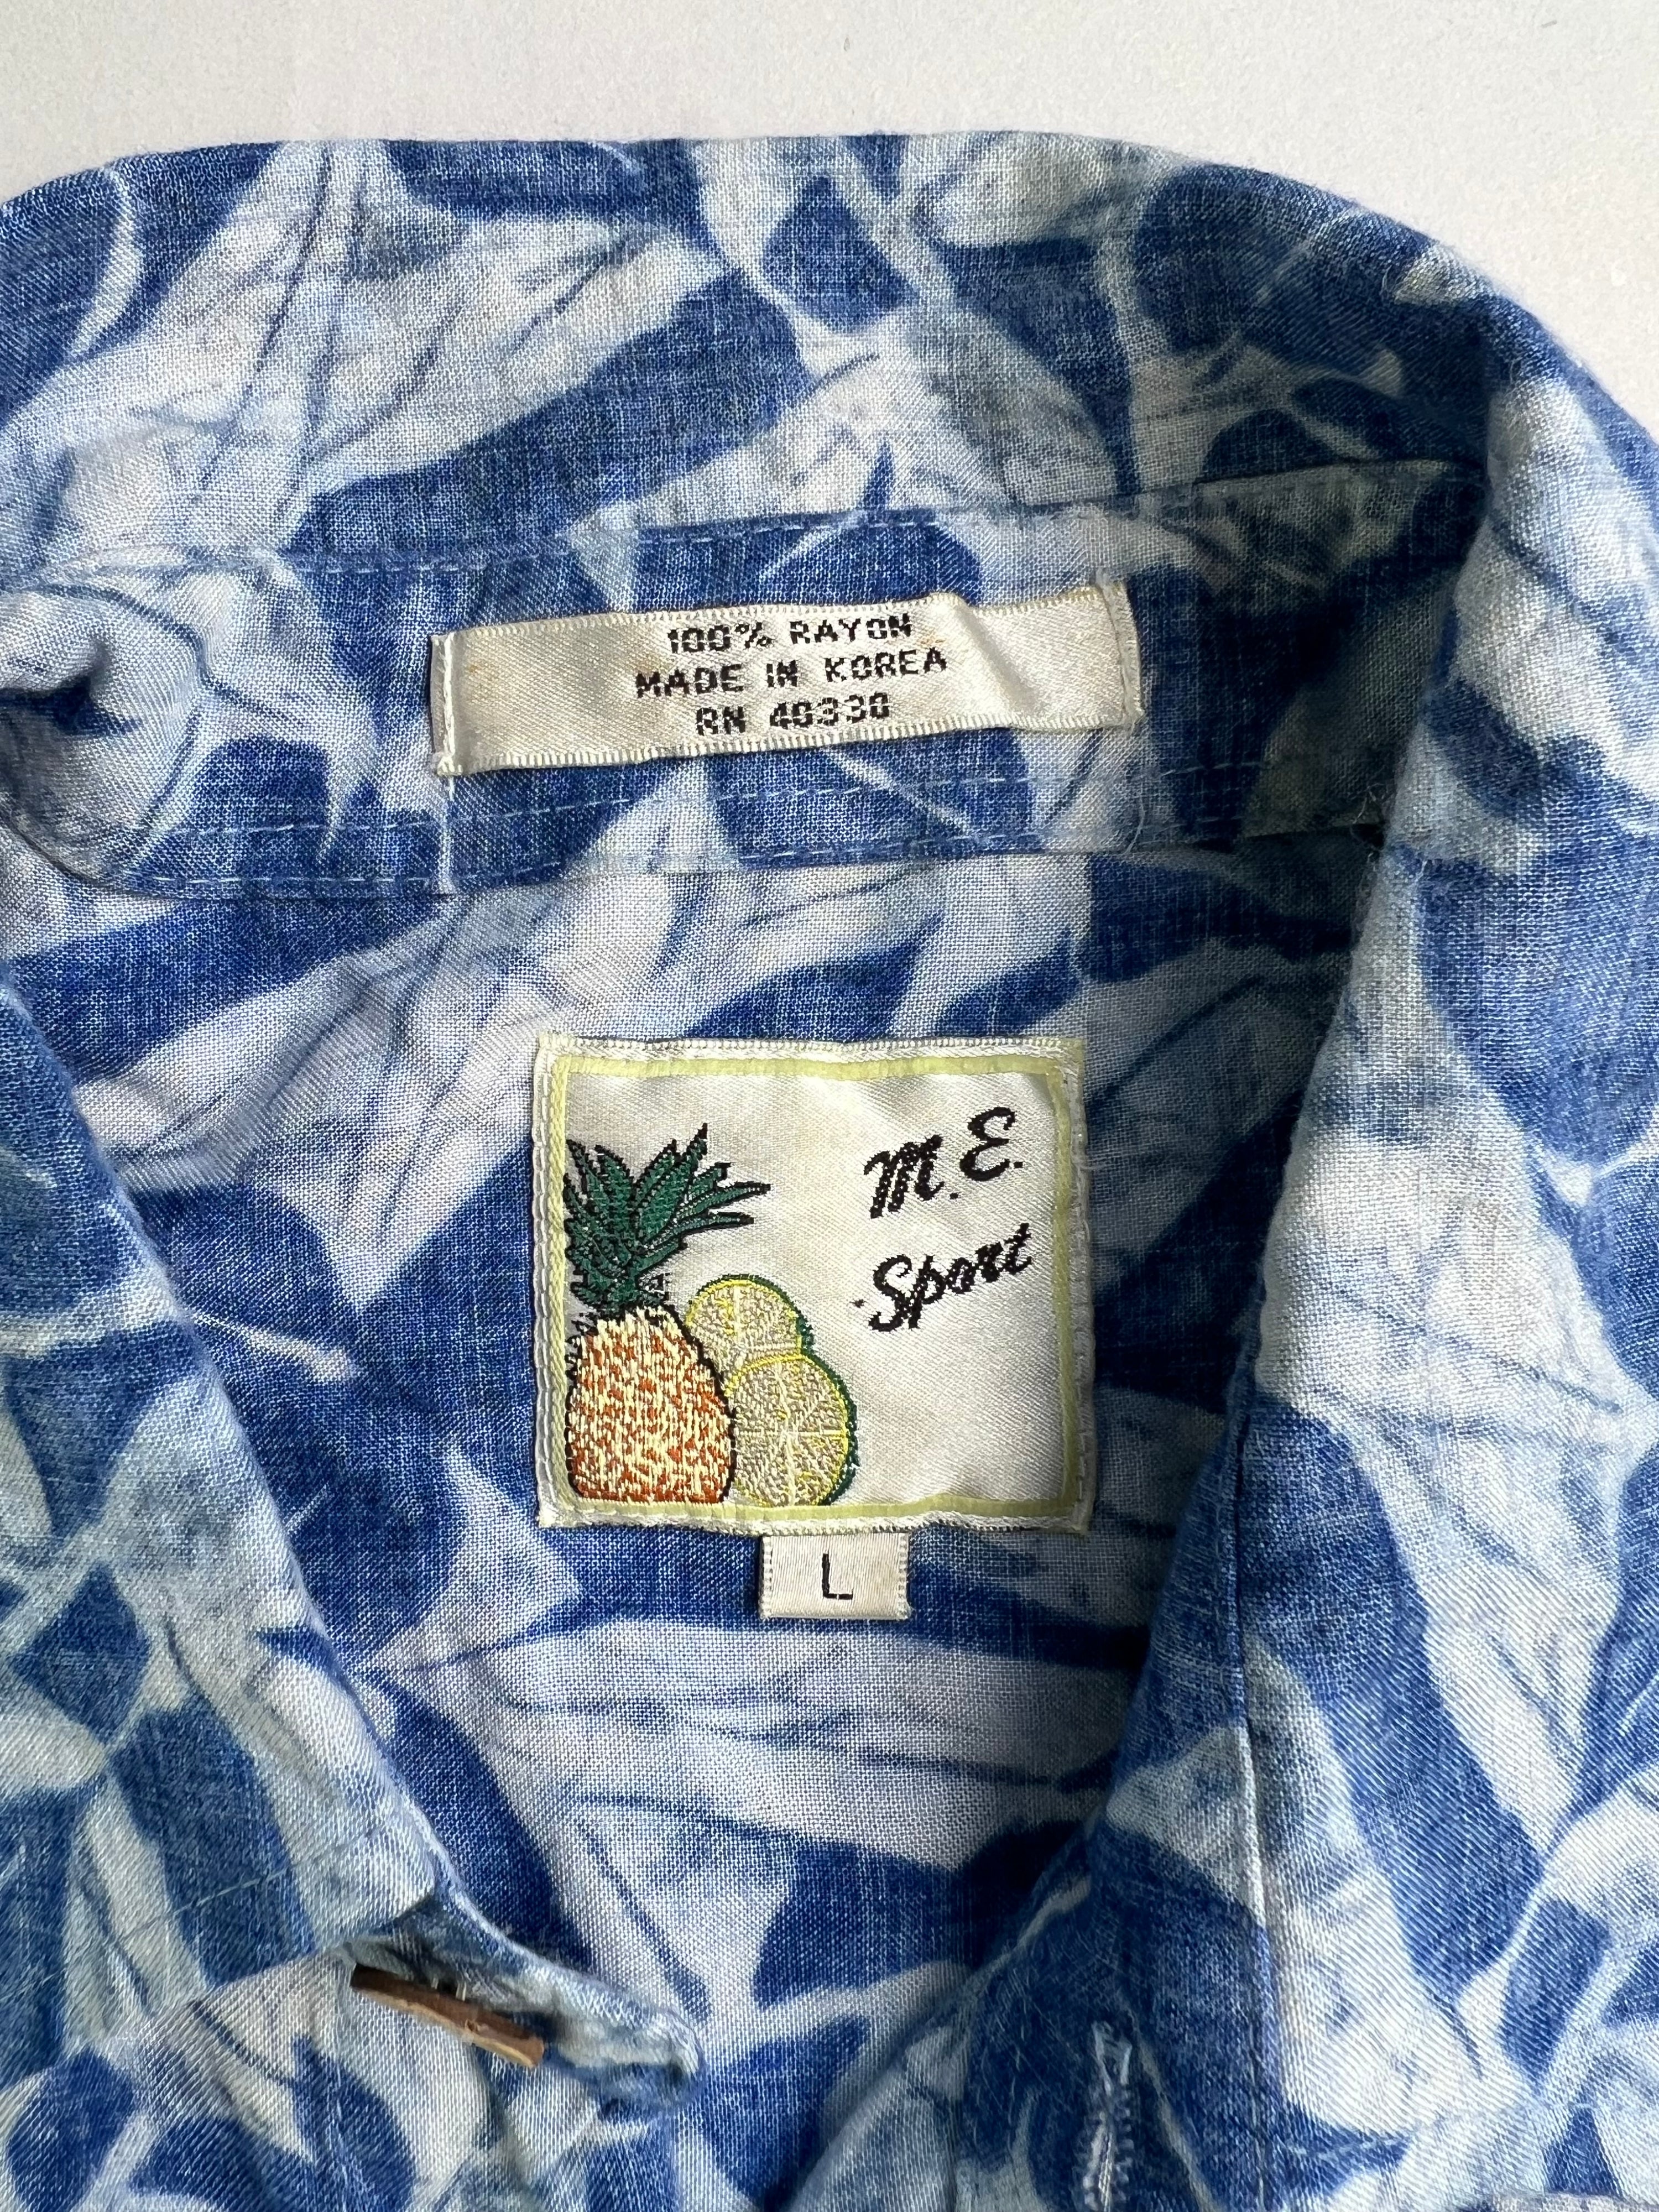 100% RAYON
MADE IN KOREA
RN 40330
M.E.
Sport
L